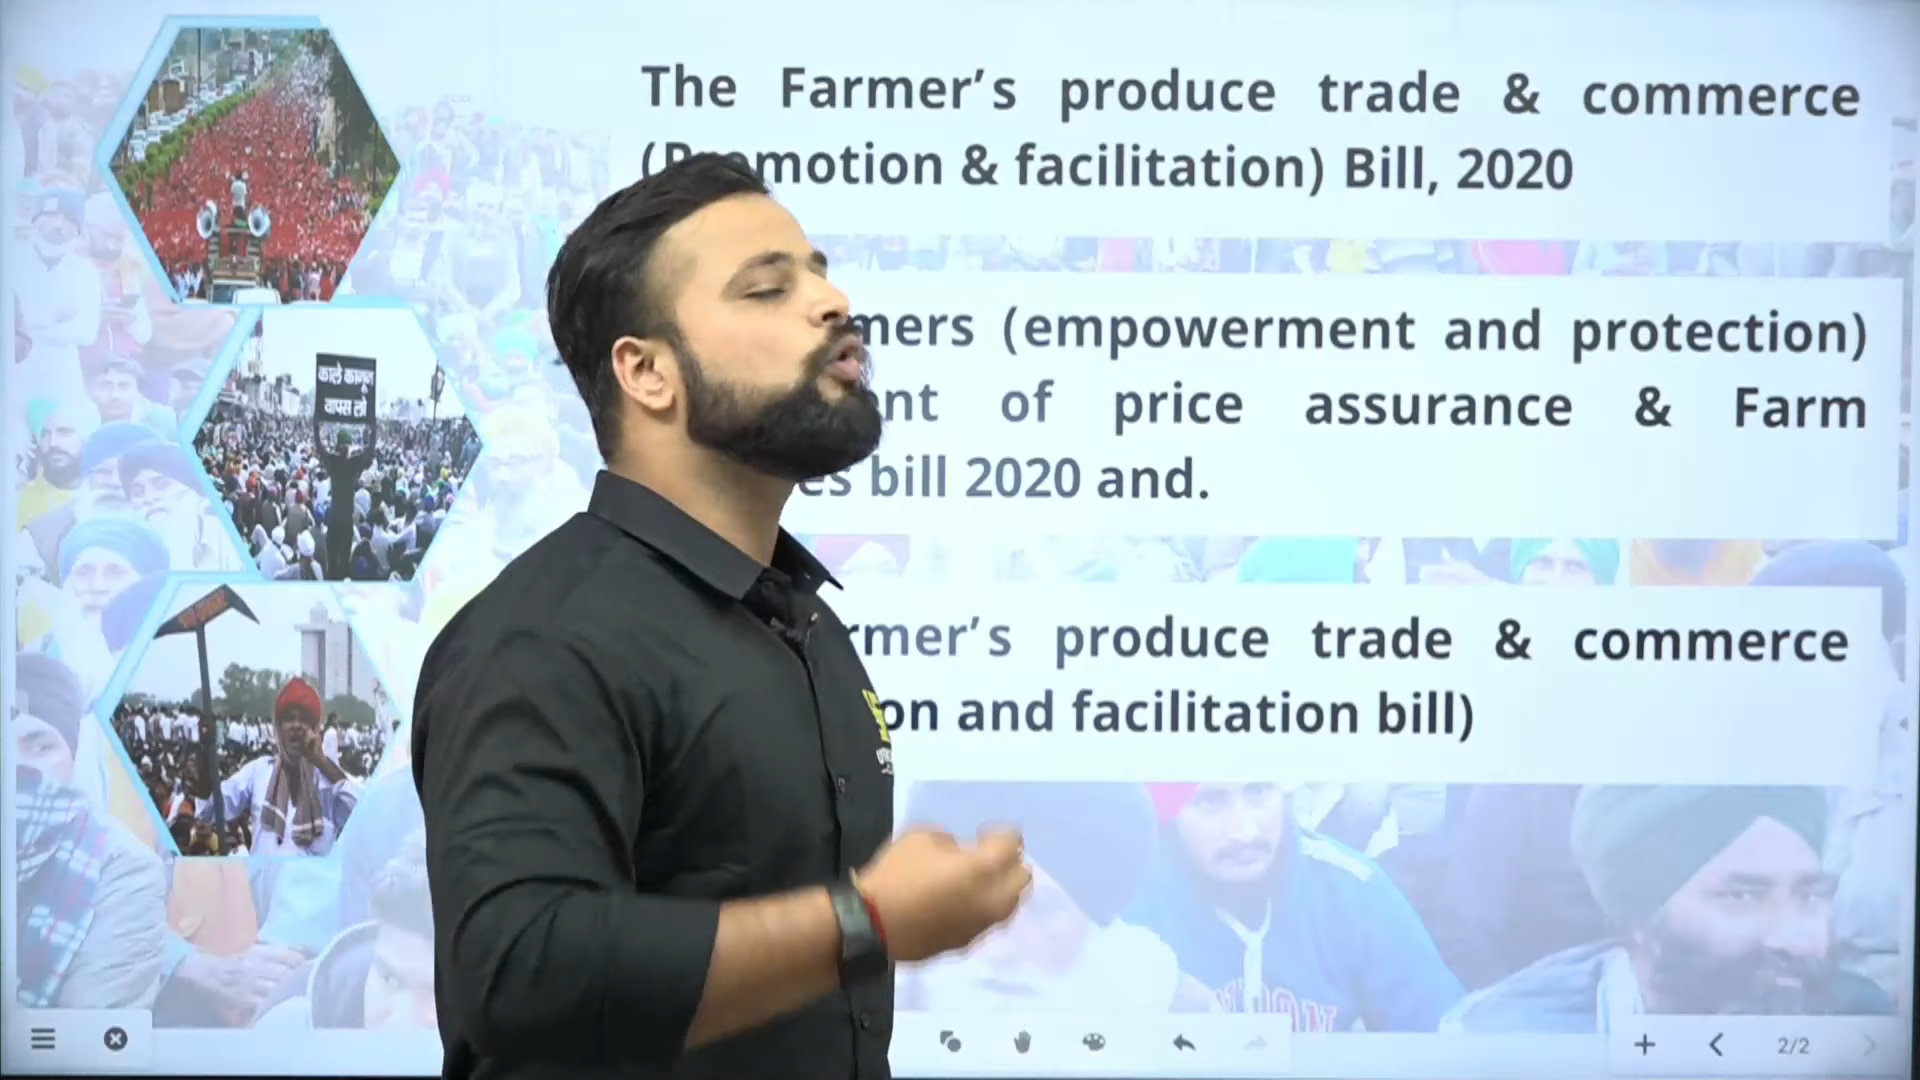 The Farmer’s produce trade & commerce
motion & facilitation) Bill, 2020
mers (empowerment and protection)
nt of price assurance & Farm
es bill 2020 and.
rmer’s produce trade & commerce
on and facilitation bill)
काले कानून
वापस लो
2/2